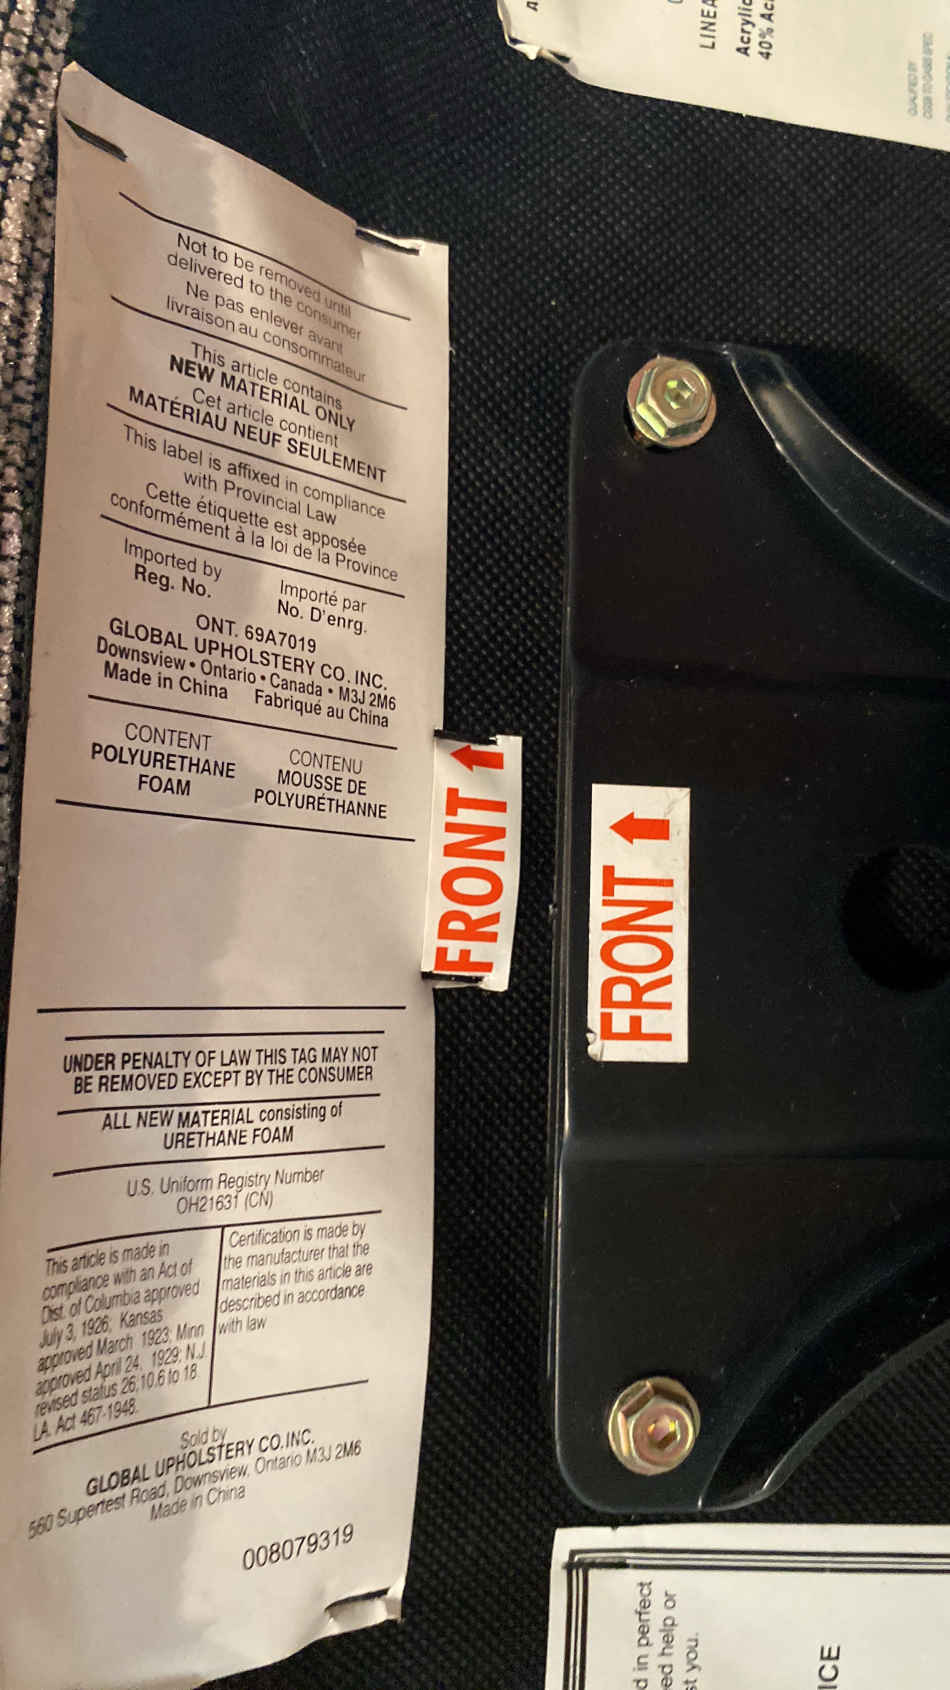 Not to be removed until
delivered to the consumer
Ne pas enlever avant
livraison au consommateur
This article contains
NEW MATERIAL ONLY
Cet article contient
MATÉRIAU NEUF SEULEMENT
This label is affixed in compliance
with Provincial Law
Cette étiquette est apposée
conformément à la loi de la Province
Imported by Importé par
Reg. No. No. D'enrg.
ONT. 69A7019
GLOBAL UPHOLSTERY CO. INC.
Downsview • Ontario • Canada • M3J 2M6
Made in China Fabriqué au China
CONTENT
POLYURETHANE
FOAM
CONTENU
MOUSSE DE
POLYURÉTHANNE
UNDER PENALTY OF LAW THIS TAG MAY NOT
BE REMOVED EXCEPT BY THE CONSUMER
ALL NEW MATERIAL consisting of
URETHANE FOAM
U.S. Uniform Registry Number
OH21631 (CN)
This article is made in
compliance with an Act of
Dist. of Columbia approved
July 3, 1926; Kansas
approved March 1923; Minn
approved April 24, 1929; N.J.
revised status 26;10.6 to 18
LA. Act 467-1948.
Certification is made by
the manufacturer that the
materials in this article are
described in accordance
with law
Sold by
GLOBAL UPHOLSTERY CO. INC.
560 Supertest Road, Downsview, Ontario M3J 2M6
Made in China
008079319
FRONT
FRONT
LINEA
Acrylic
40% Ac
QUALIFIED BY
d in perfect
ed help or
st you.
ICE